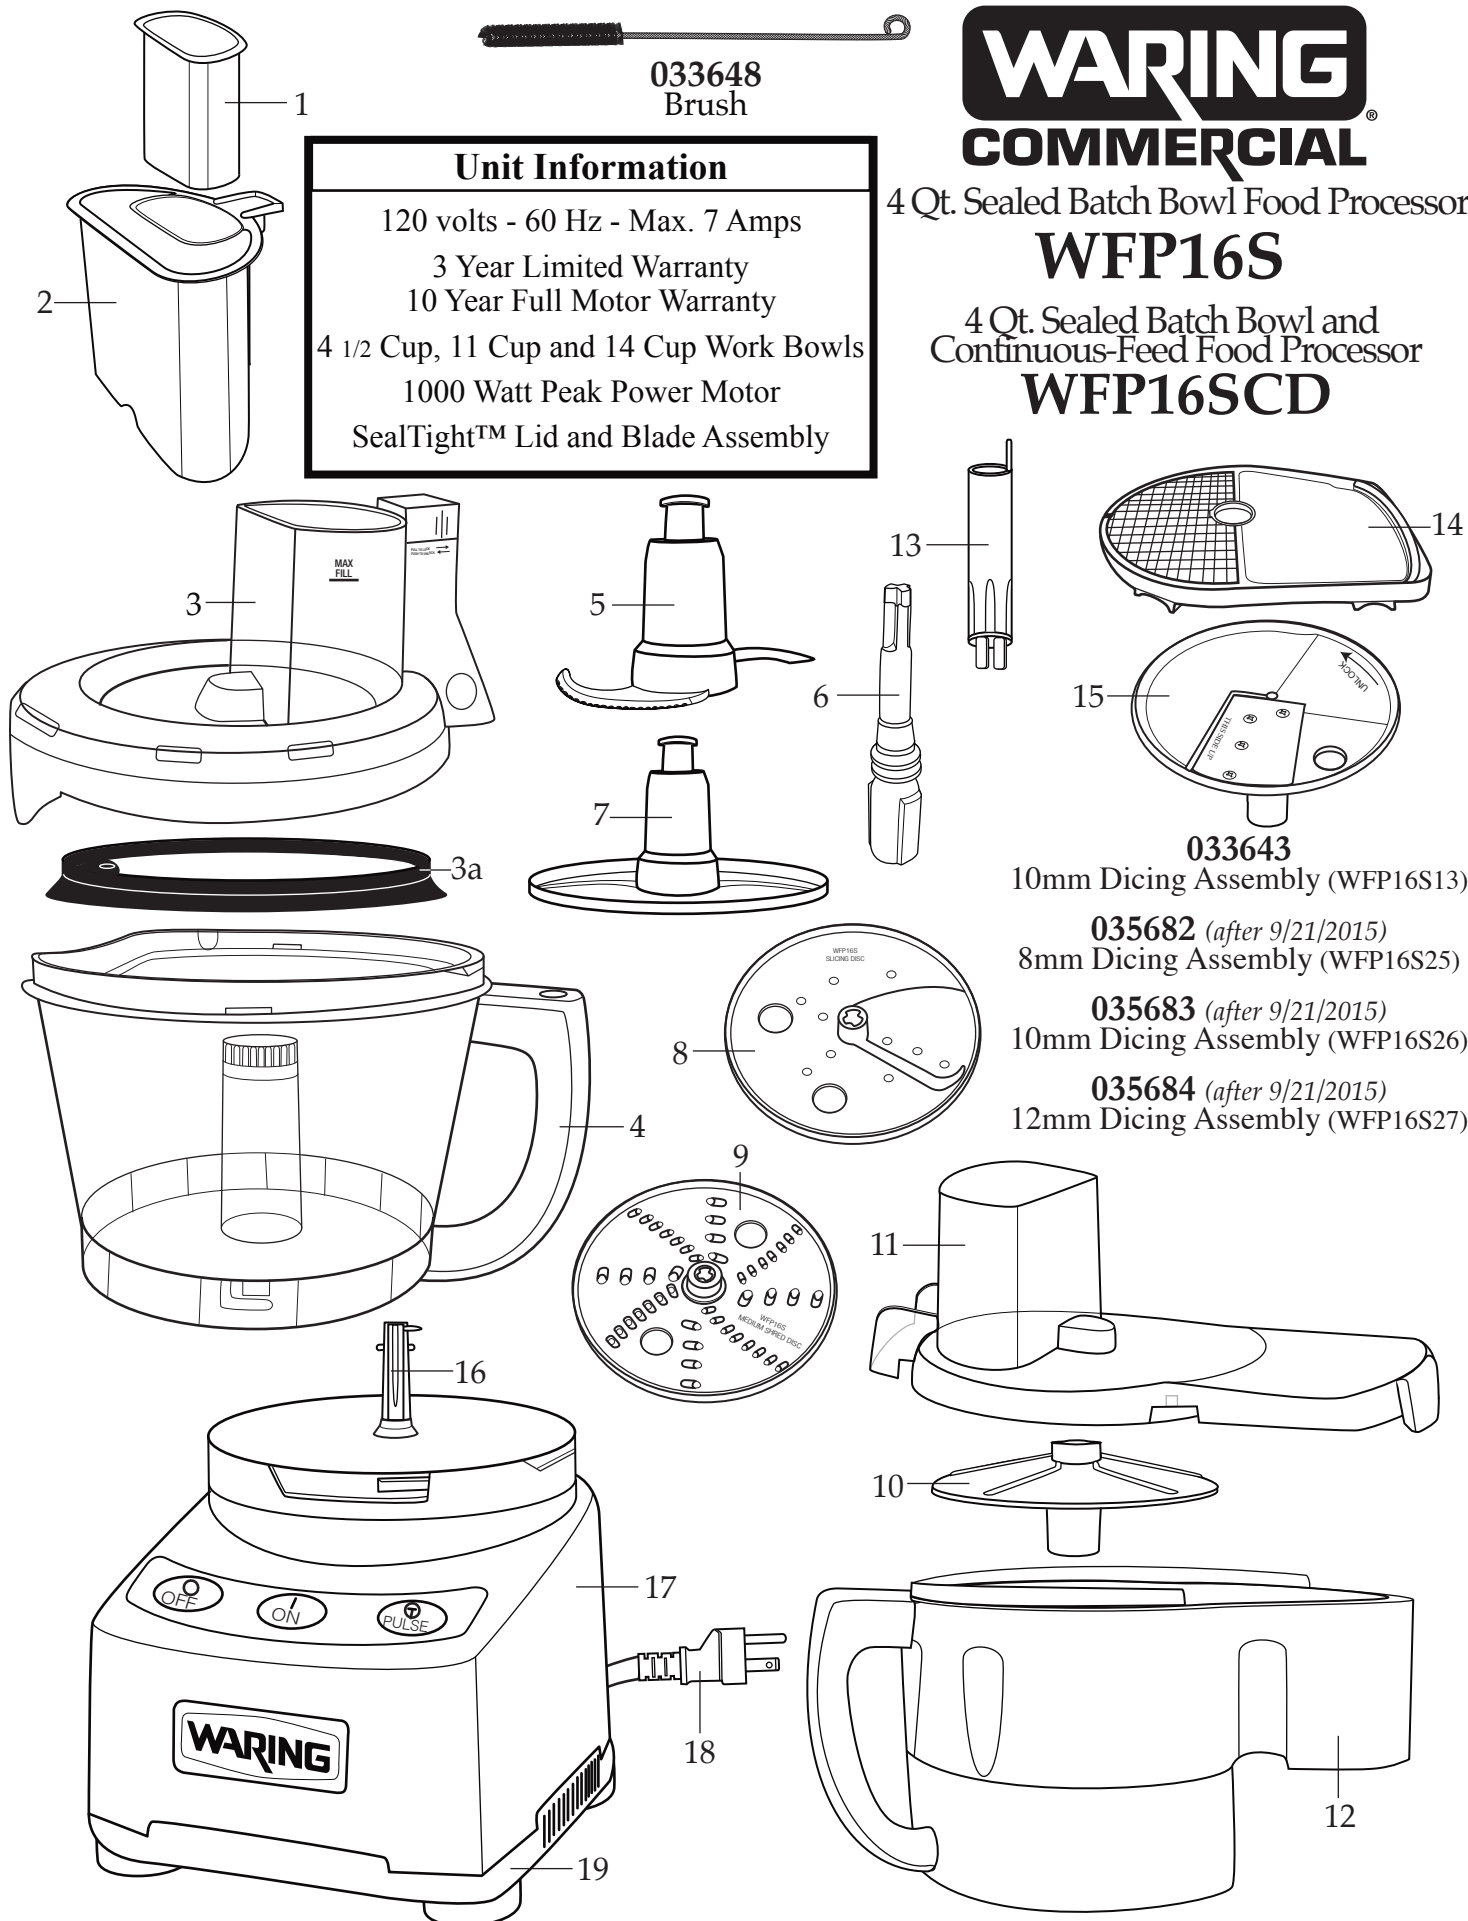 1
033648
Brush
WARING
®
COMMERCIAL
4 Qt. Sealed Batch Bowl Food Processor
WFP16S
4 Qt. Sealed Batch Bowl and
Continuous-Feed Food Processor
WFP16SCD
Unit Information
120 volts - 60 Hz - Max. 7 Amps
3 Year Limited Warranty
10 Year Full Motor Warranty
4 1/2 Cup, 11 Cup and 14 Cup Work Bowls
1000 Watt Peak Power Motor
SealTight™ Lid and Blade Assembly
2
3
MAX
FILL
5
6
13
14
15
UNLOCK
THIS SIDE UP
3a
7
033643
10mm Dicing Assembly (WFP16S13)
035682 (after 9/21/2015)
8mm Dicing Assembly (WFP16S25)
035683 (after 9/21/2015)
10mm Dicing Assembly (WFP16S26)
035684 (after 9/21/2015)
12mm Dicing Assembly (WFP16S27)
WFP16S
SLICING DISC
8
4
9
WFP16S
MEDIUM SHRED DISC
11
16
10
17
OFF
ON
PULSE
WARING
18
12
19